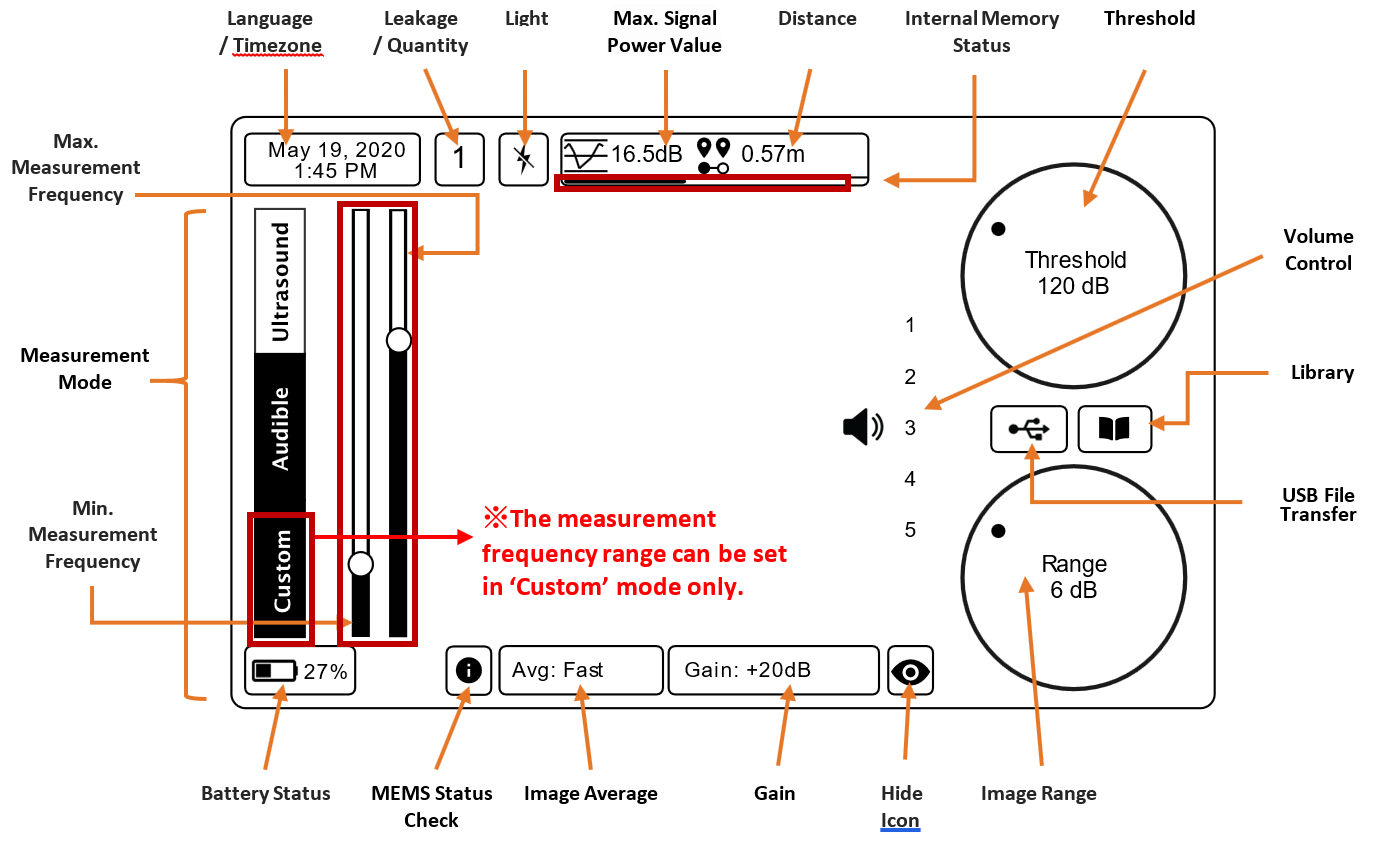 Language
/ Timezone
Leakage
/ Quantity
Light
Max. Signal
Power Value
Distance
Internal Memory
Status
Threshold
Max.
Measurement
Frequency
May 19, 2020
1:45 PM
1
16.5dB
0.57m
Threshold
120 dB
Volume
Control
Ultrasound
Audible
Custom
Measurement
Mode
1
2
3
4
5
Library
USB File
Transfer
Min.
Measurement
Frequency
※The measurement
frequency range can be set
in ‘Custom’ mode only.
Range
6 dB
27%
Avg: Fast
Gain: +20dB
Battery Status
MEMS Status
Check
Image Average
Gain
Hide
Icon
Image Range